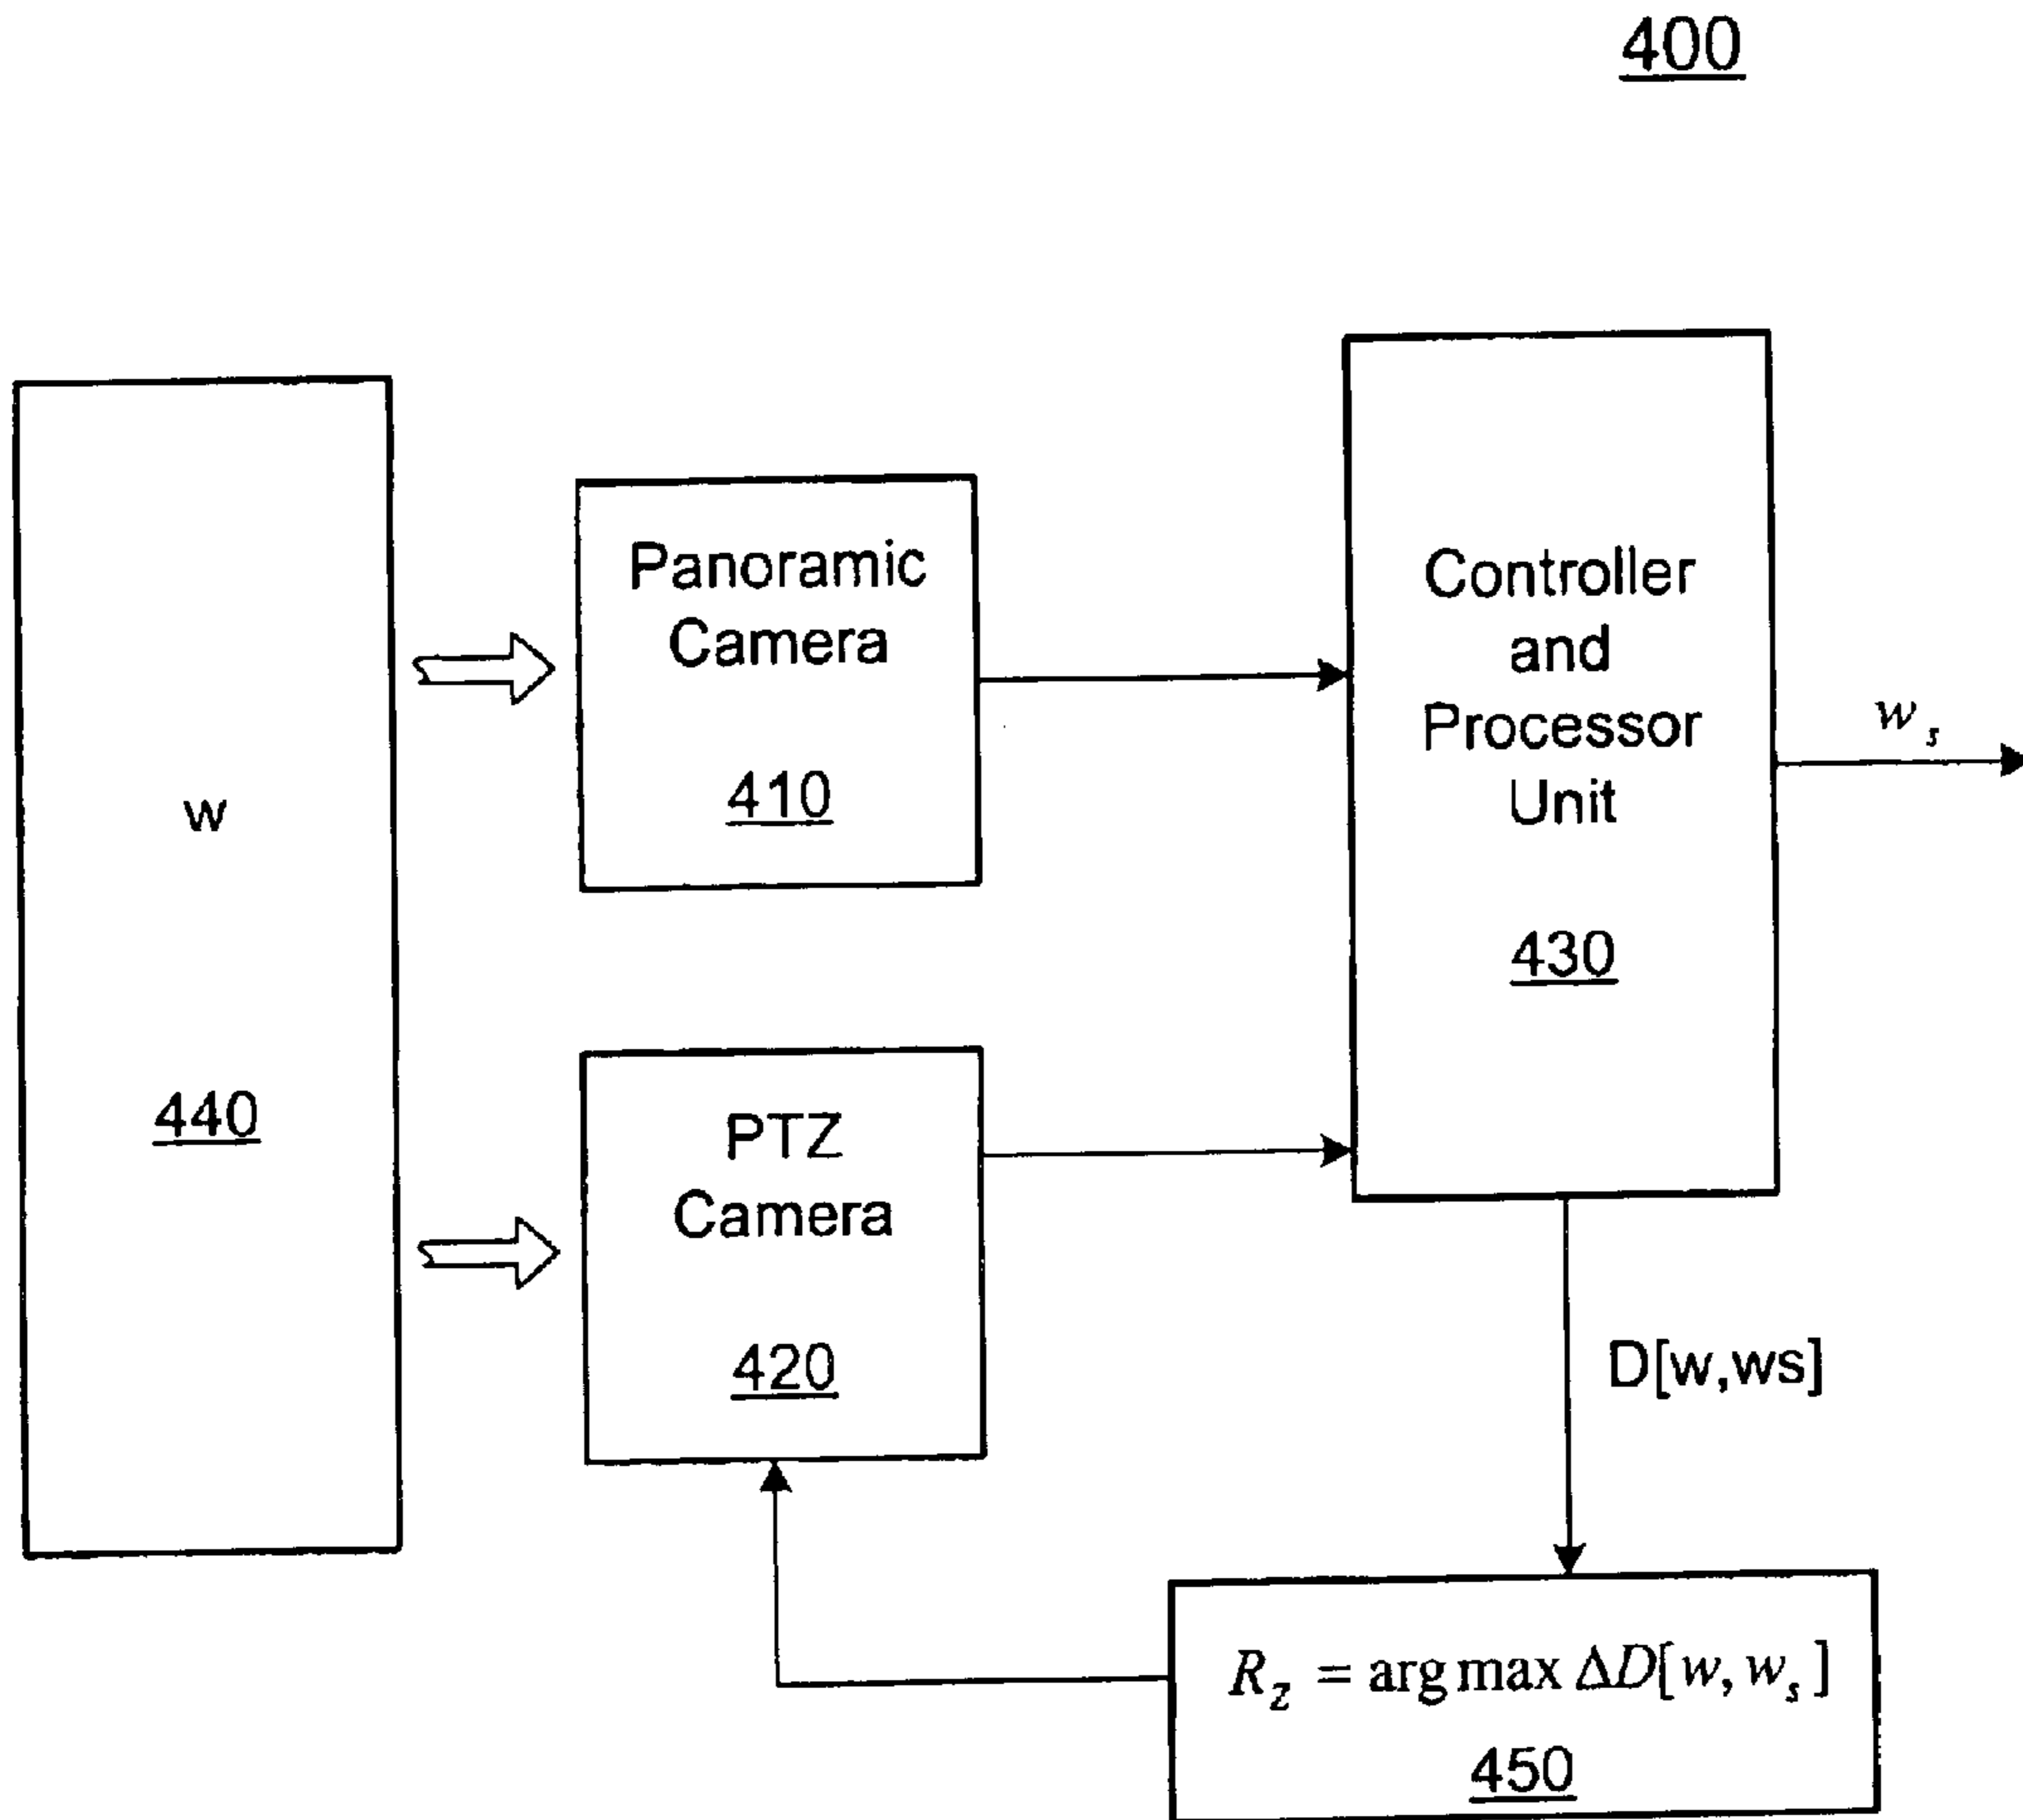 400
w
440
Panoramic
Camera
410
PTZ
Camera
420
Controller
and
Processor
Unit
430
w_s
D[w,ws]
R_z = arg max ΔD[w, w_s]
450